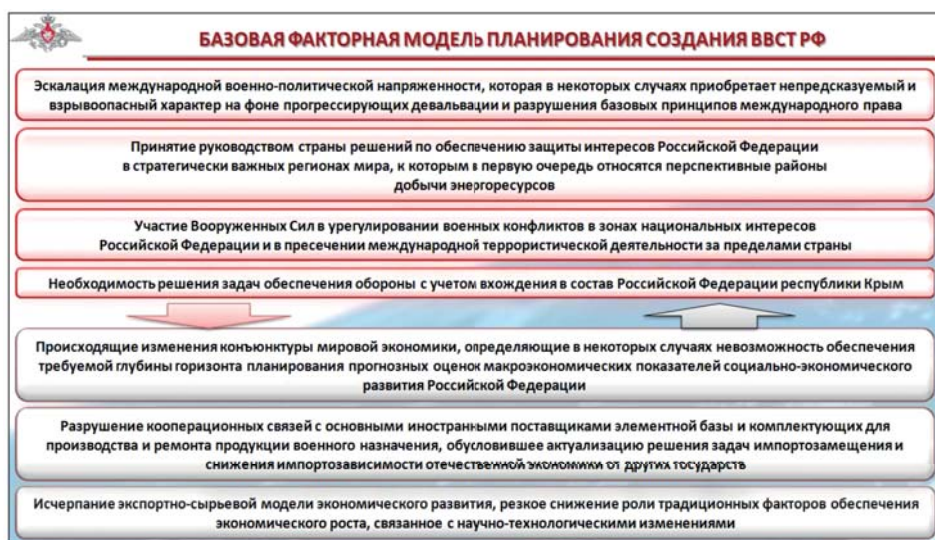 БАЗОВАЯ ФАКТОРНАЯ МОДЕЛЬ ПЛАНИРОВАНИЯ СОЗДАНИЯ ВВСТ РФ
Эскалация международной военно-политической напряженности, которая в некоторых случаях приобретает непредсказуемый и
взрывоопасный характер на фоне прогрессирующих девальвации и разрушения базовых принципов международного права
Принятие руководством страны решений по обеспечению защиты интересов Российской Федерации
в стратегически важных регионах мира, к которым в первую очередь относятся перспективные районы
добычи энергоресурсов
Участие Вооруженных Сил в урегулировании военных конфликтов в зонах национальных интересов
Российской Федерации и в пресечении международной террористической деятельности за пределами страны
Необходимость решения задач обеспечения обороны с учетом вхождения в состав Российской Федерации республики Крым
Происходящие изменения конъюнктуры мировой экономики, определяющие в некоторых случаях невозможность обеспечения
требуемой глубины горизонта планирования прогнозных оценок макроэкономических показателей социально-экономического
развития Российской Федерации
Разрушение кооперационных связей с основными иностранными поставщиками элементной базы и комплектующих для
производства и ремонта продукции военного назначения, обусловившее актуализацию решения задач импортозамещения и
снижения импортозависимости отечественной экономики от других государств
Исчерпание экспортно-сырьевой модели экономического развития, резкое снижение роли традиционных факторов обеспечения
экономического роста, связанное с научно-технологическими изменениями